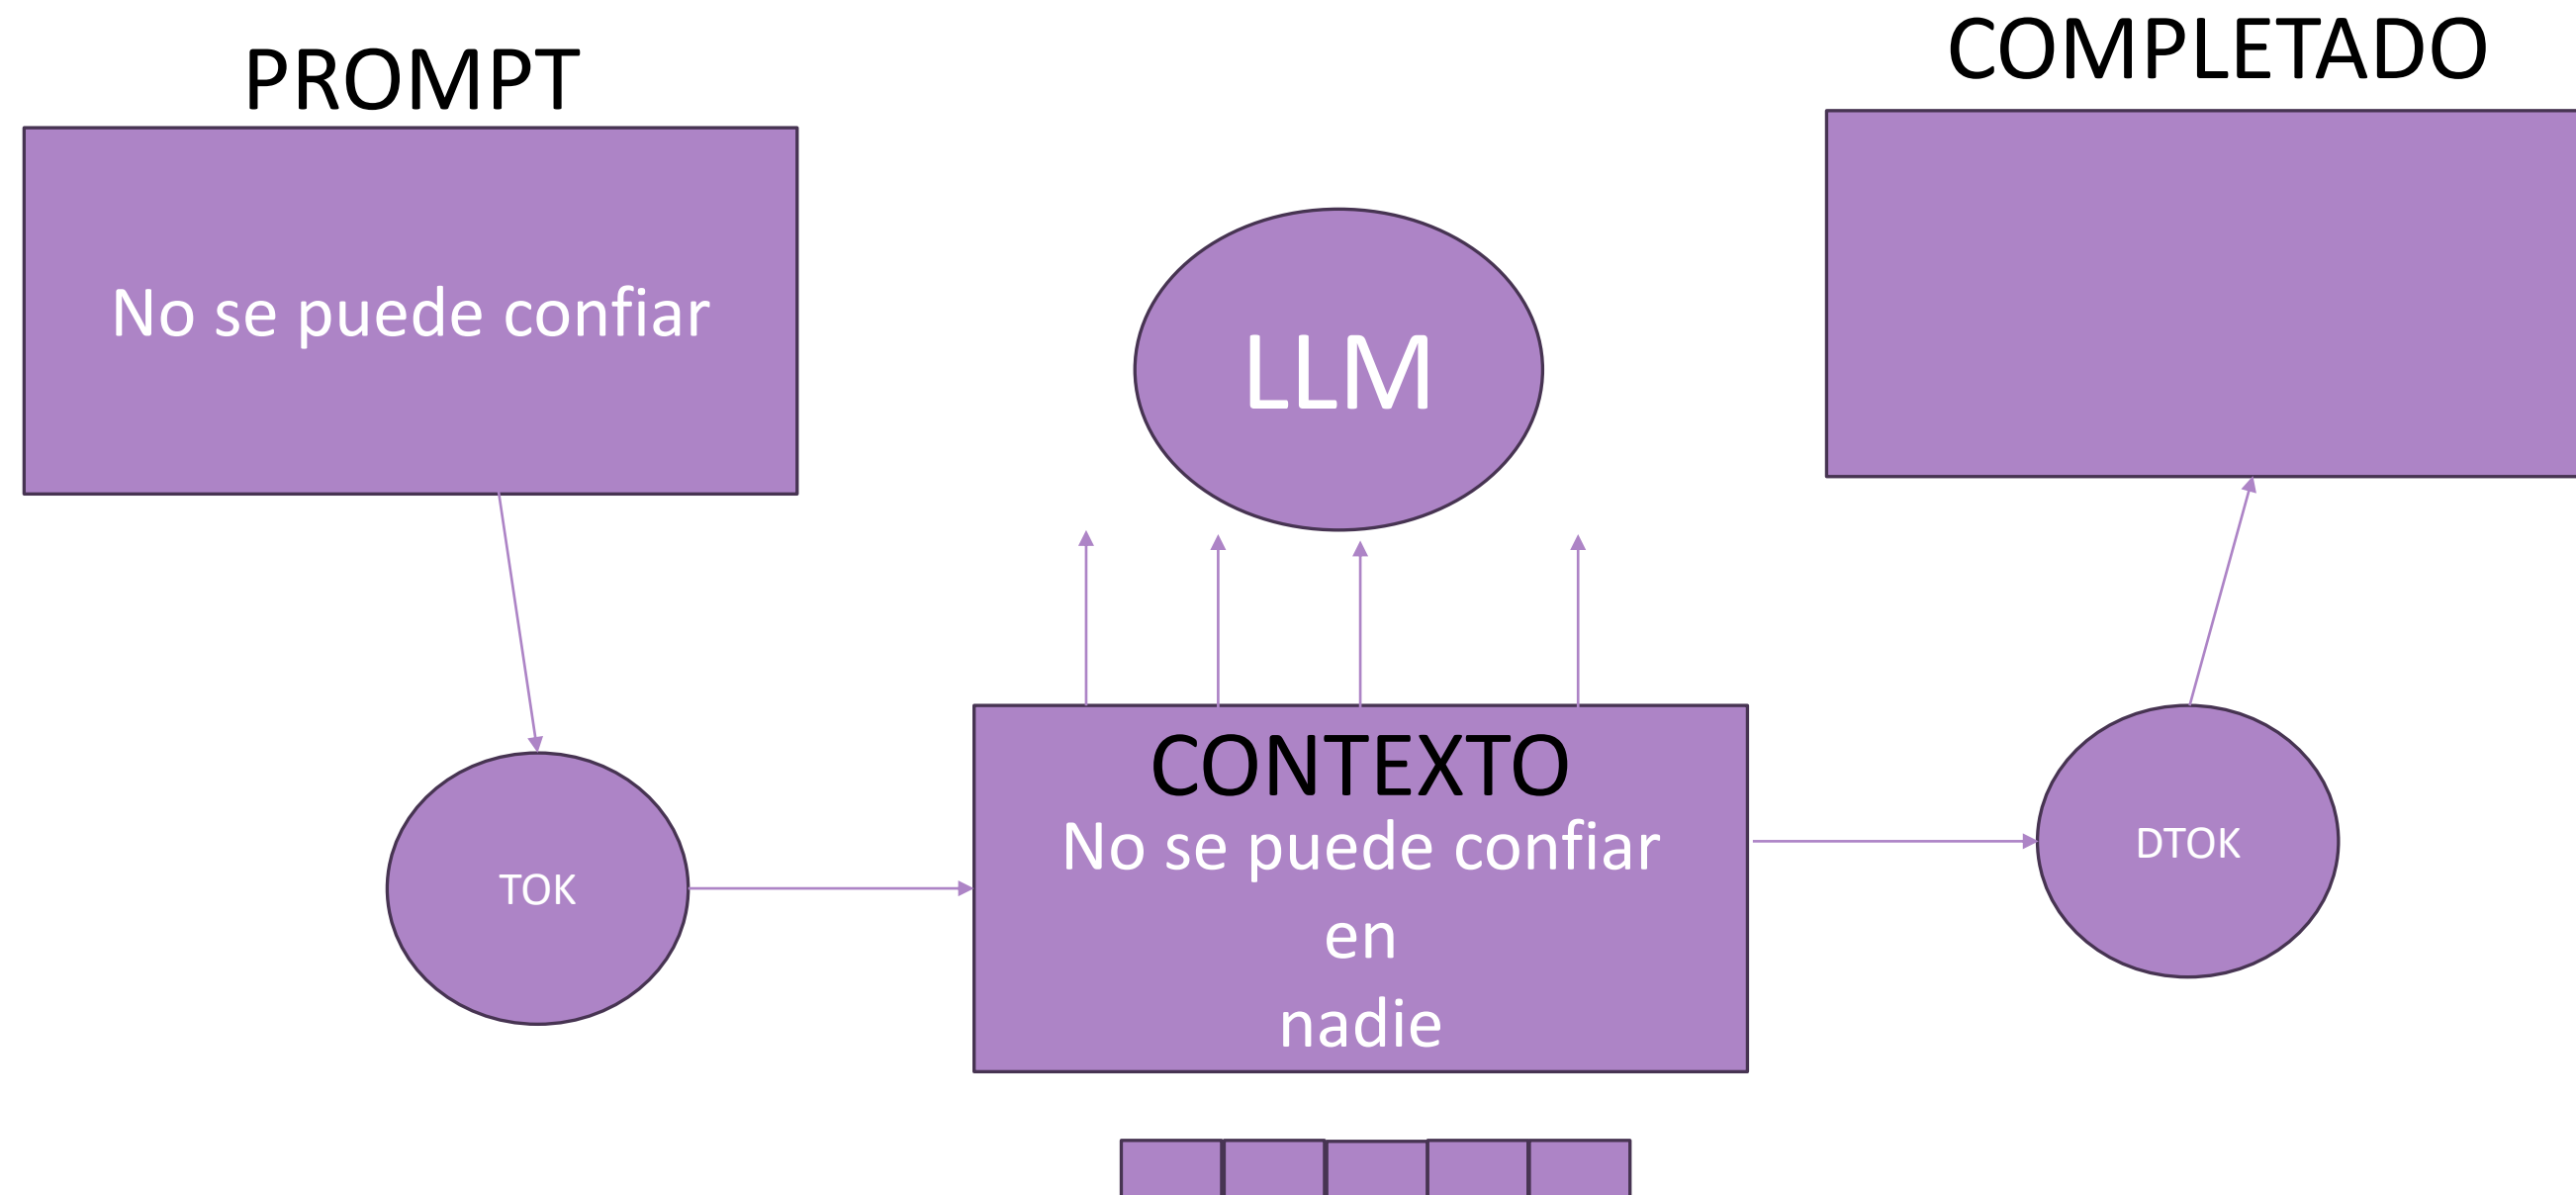 PROMPT
No se puede confiar
LLM
COMPLETADO
TOK
CONTEXTO
No se puede confiar
en
nadie
DTOK